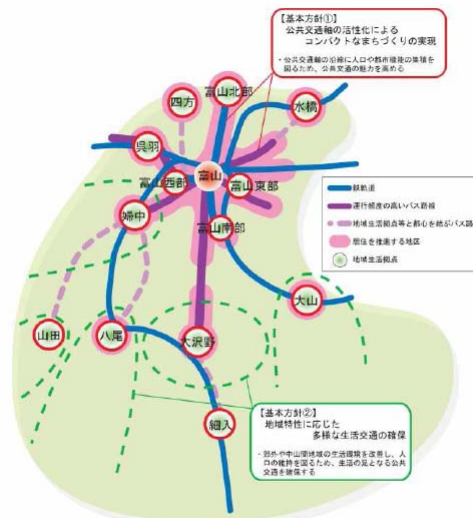 【基本方針①】
公共交通軸の活性化による
コンパクトなまちづくりの実現
・公共交通軸の沿線に人口や都市機能の集積を
図るため、公共交通の魅力を高める
四方
富山北部
水橋
呉羽
富山
富山西部
富山東部
婦中
富山南部
大山
山田
八尾
大沢野
細入
鉄軌道
運行頻度の高いバス路線
地域生活拠点等と都心を結ぶバス路
居住を推進する地区
地域生活拠点
【基本方針②】
地域特性に応じた
多様な生活交通の確保
・郊外や中山間地域の生活環境を改善し、人
口の維持を図るため、生活の足となる公共
交通を確保する